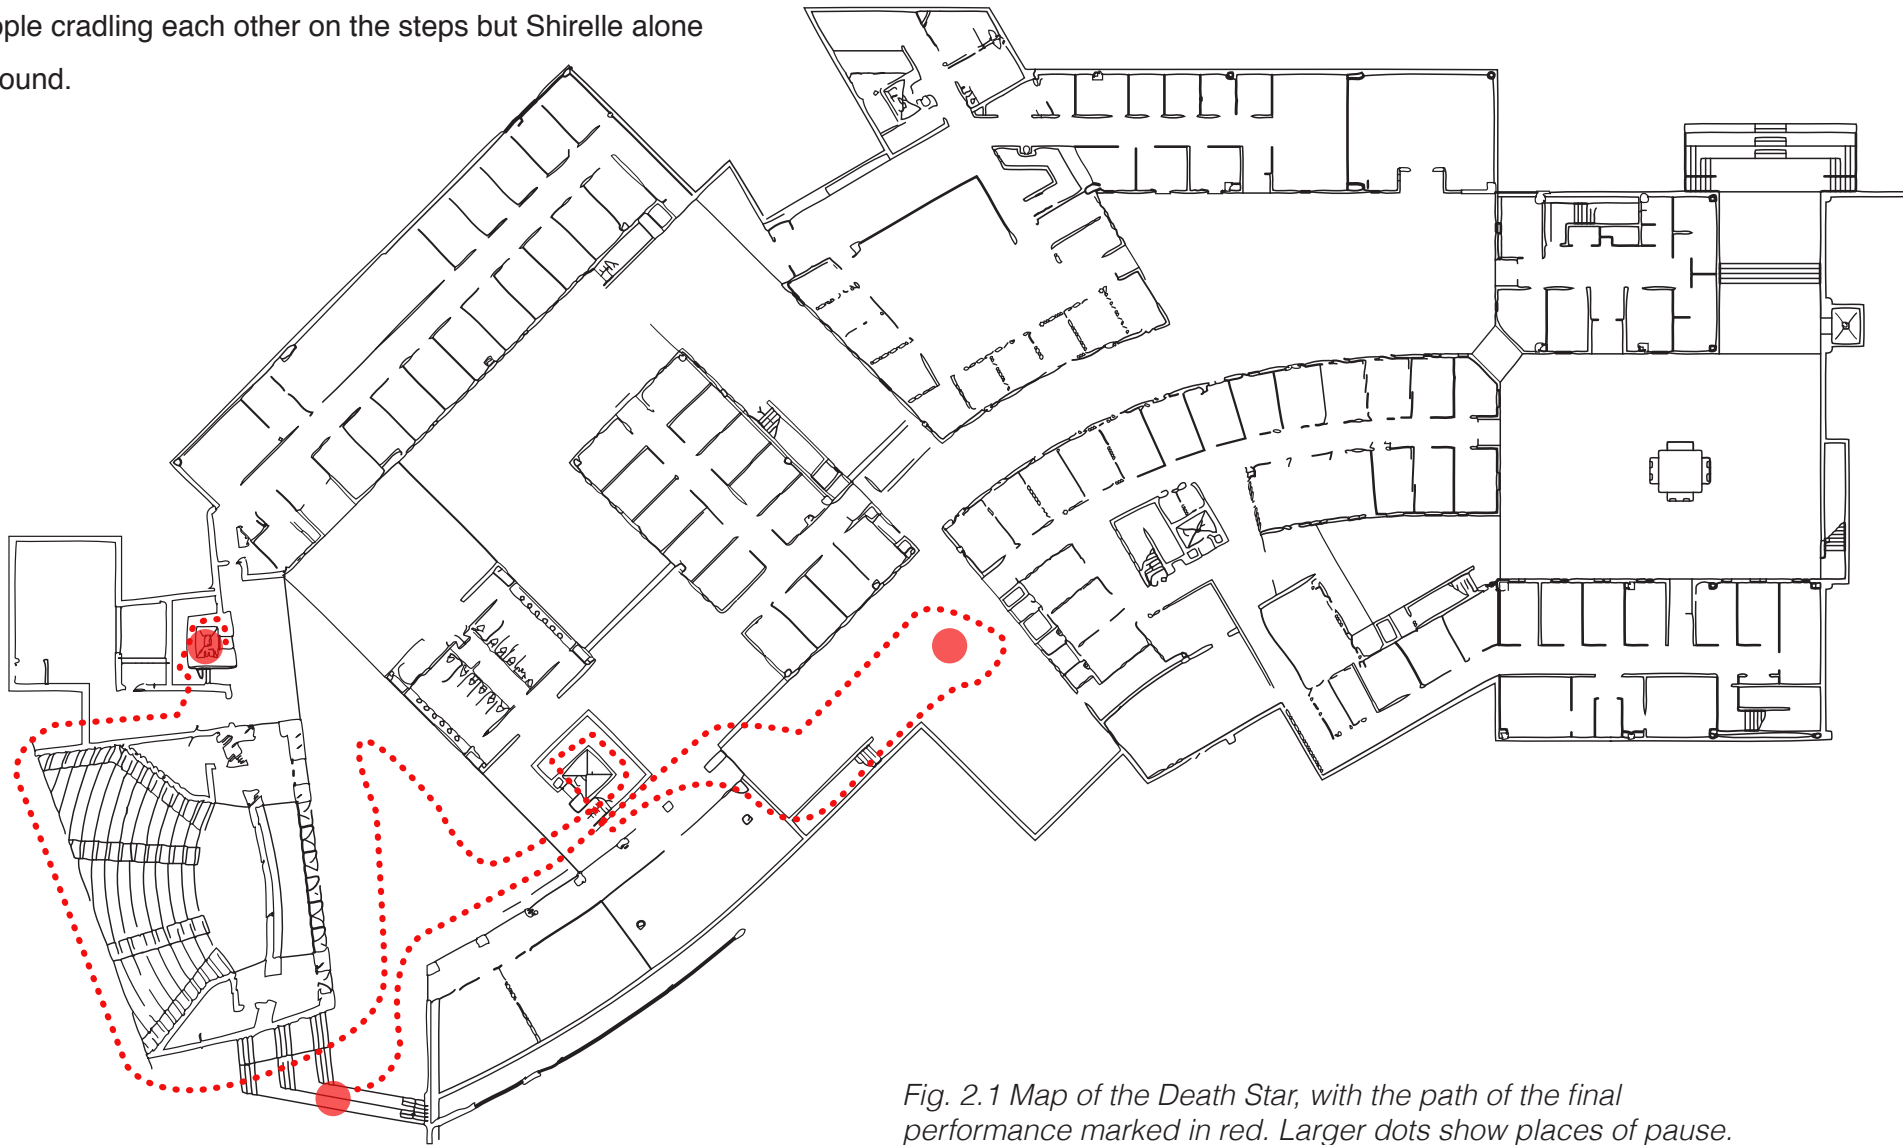 ple cradling each other on the steps but Shirelle alone
ound.
Fig. 2.1 Map of the Death Star, with the path of the final
performance marked in red. Larger dots show places of pause.